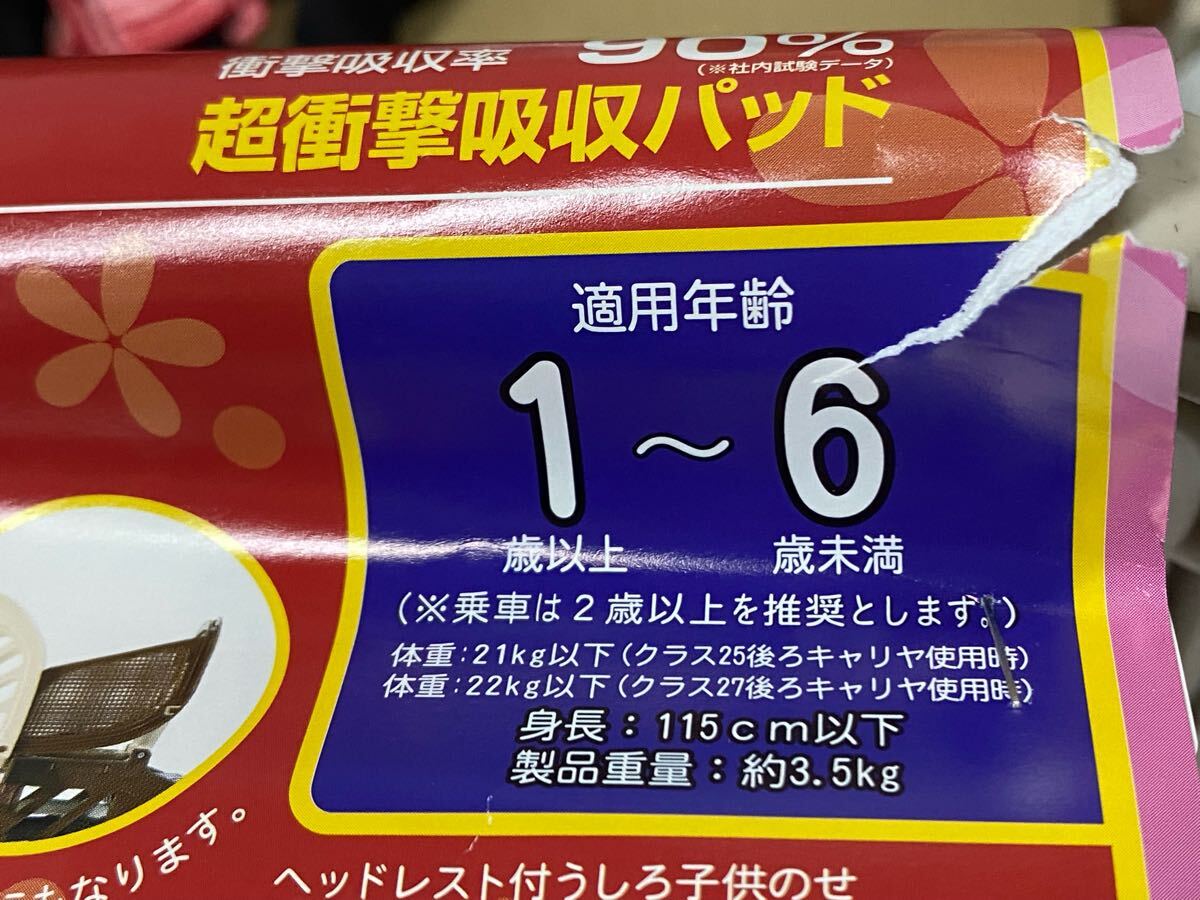 衝撃吸収率 90%
(※社内試験データ)
超衝撃吸収パッド
適用年齢
1～6
歳以上 歳未満
(※乗車は2歳以上を推奨とします。)
体重:21kg以下(クラス25後ろキャリヤ使用時)
体重:22kg以下(クラス27後ろキャリヤ使用時)
身長：115cm以下
製品重量：約3.5kg
なります。
ヘッドレスト付うしろ子供のせ